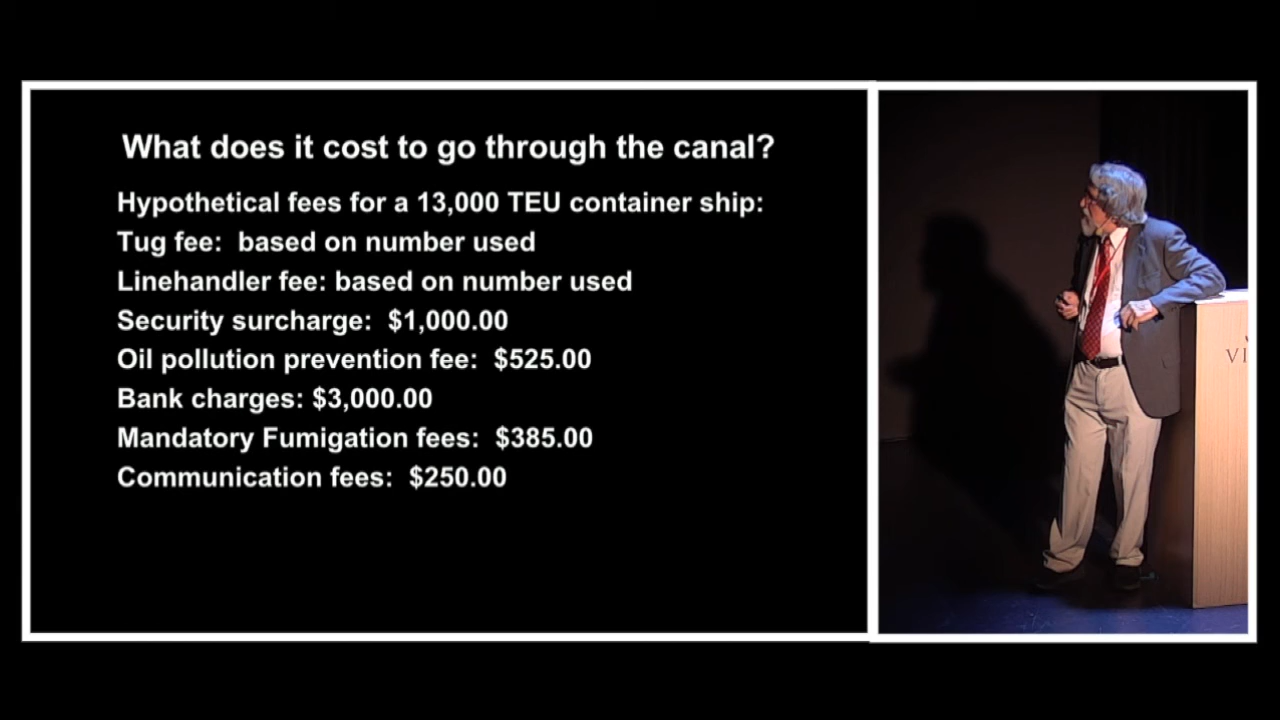 What does it cost to go through the canal?
Hypothetical fees for a 13,000 TEU container ship:
Tug fee: based on number used
Linehandler fee: based on number used
Security surcharge: $1,000.00
Oil pollution prevention fee: $525.00
Bank charges: $3,000.00
Mandatory Fumigation fees: $385.00
Communication fees: $250.00
VI